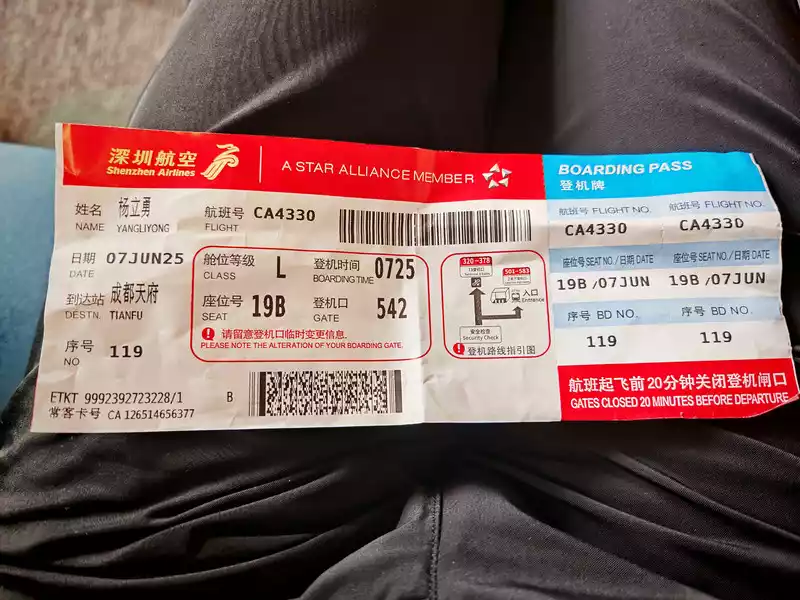 深圳航空
Shenzhen Airlines
A STAR ALLIANCE MEMBER
BOARDING PASS
登机牌
姓名 杨立勇
NAME YANGLIYONG
航班号 CA4330
FLIGHT
日期 07JUN25
DATE
到达站 成都天府
DESTN. TIANFU
序号 119
NO
舱位等级 L
CLASS
登机时间 0725
BOARDING TIME
座位号 19B
SEAT
登机口 542
GATE
请留意登机口临时变更信息.
PLEASE NOTE THE ALTERATION OF YOUR BOARDING GATE.
320-378
501-583
入口
Entrance
安全检查
Security Check
登机路线指引图
ETKT 9992392723228/1 B
常客卡号 CA 126514656377
航班号 FLIGHT NO. 航班号 FLIGHT NO.
CA4330 CA4330
座位号 SEAT NO./日期 DATE 座位号 SEAT NO./日期 DATE
19B /07JUN 19B /07JUN
序号 BD NO. 序号 BD NO.
119 119
航班起飞前20分钟关闭登机闸口
GATES CLOSED 20 MINUTES BEFORE DEPARTURE